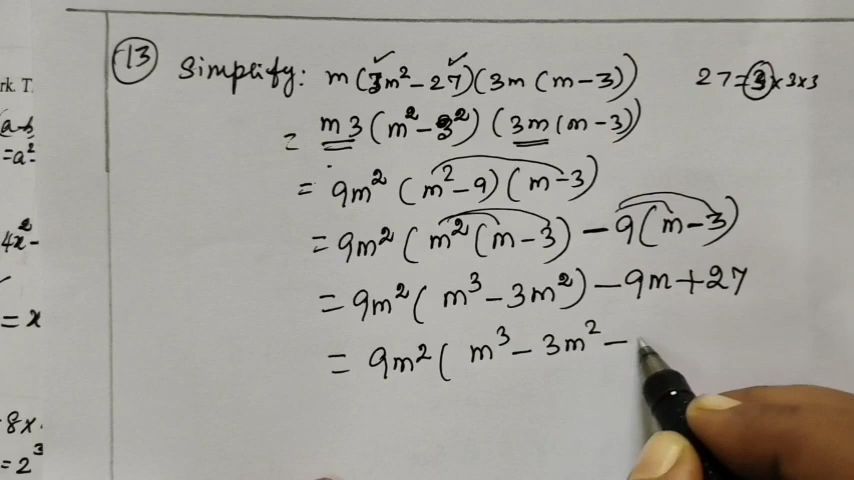 rk. T
(a-b
=a²-
4x²-
= x
-8x.
= 2³
(13) Simplify: m(3m²-27)(3m(m-3)) 27=3×3×3
= m3(m²-3²)(3m(m-3))
= 9m²(m²-9)(m-3)
= 9m²(m²(m-3)-9(m-3)
= 9m²(m³-3m²)-9m+27
= 9m²(m³-3m²-